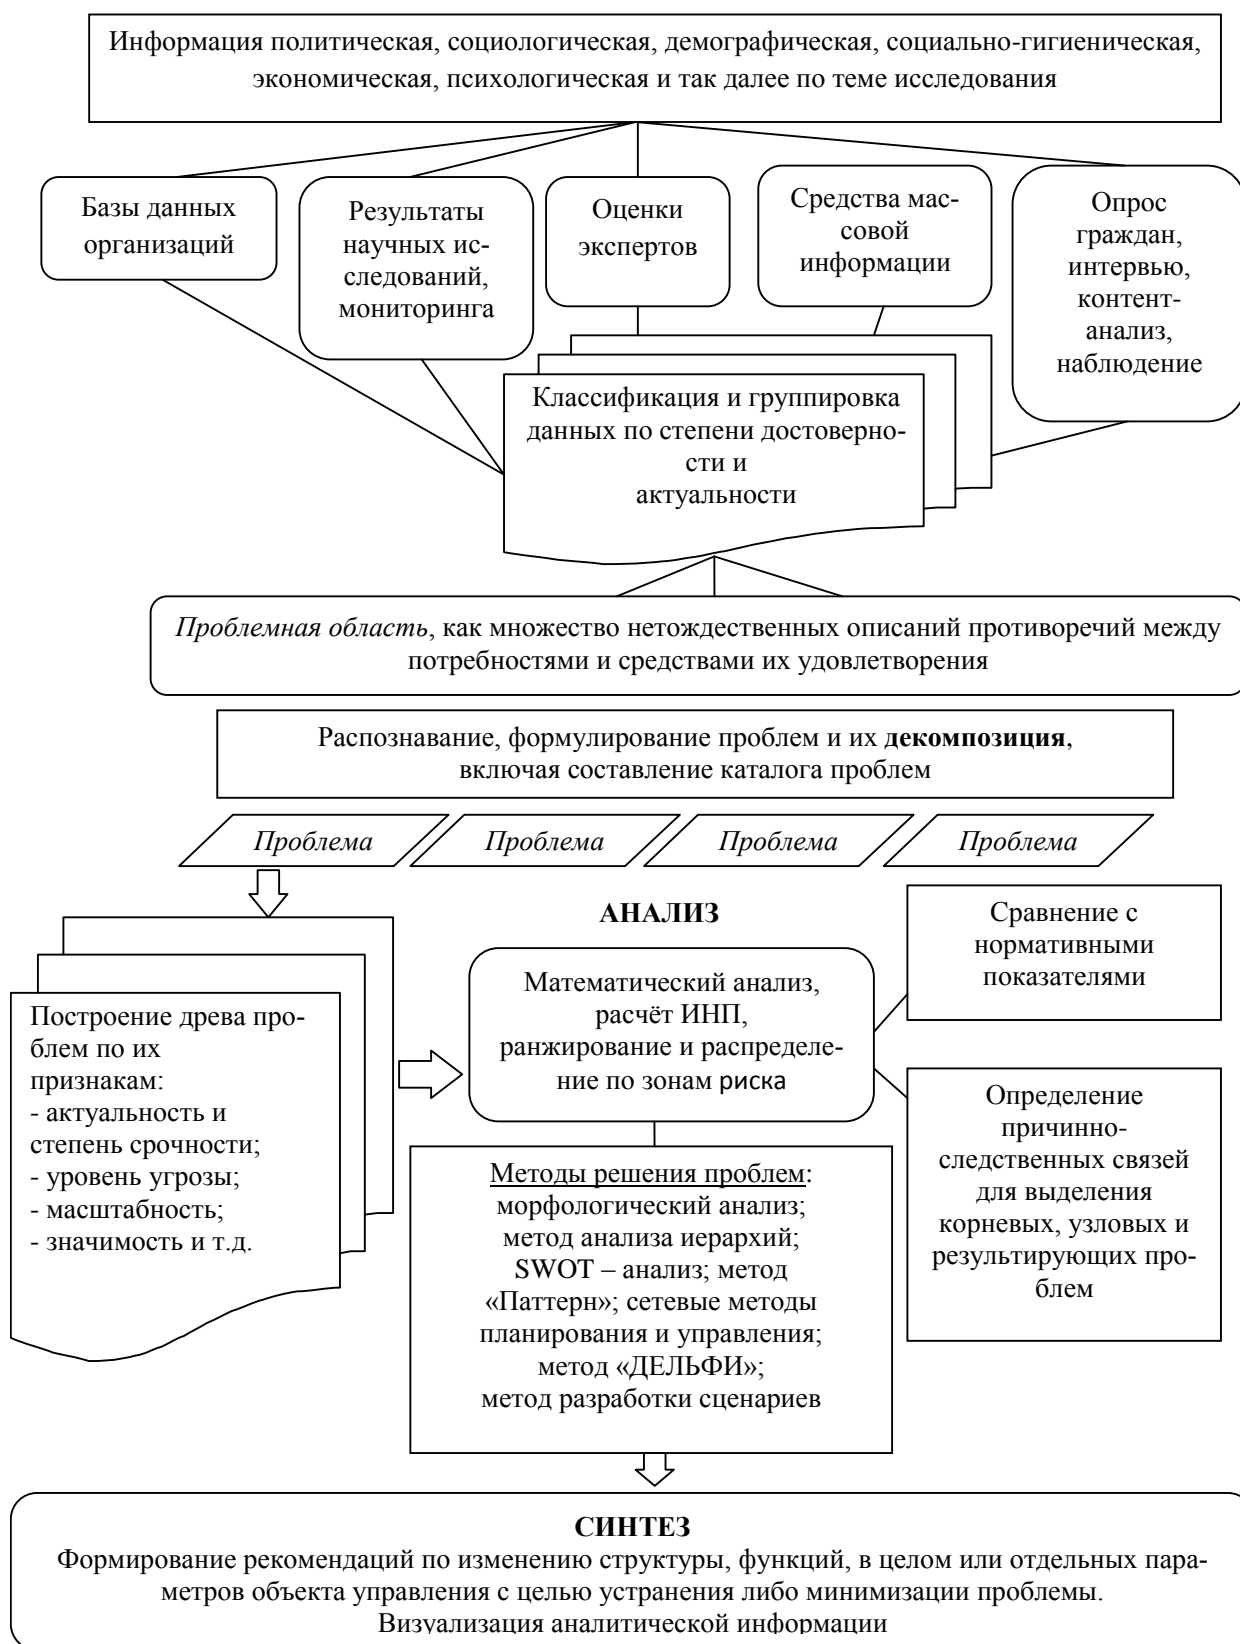 Информация политическая, социологическая, демографическая, социально-гигиеническая,
экономическая, психологическая и так далее по теме исследования
Базы данных
организаций
Результаты
научных ис-
следований,
мониторинга
Оценки
экспертов
Средства мас-
совой
информации
Опрос
граждан,
интервью,
контент-
анализ,
наблюдение
Классификация и группировка
данных по степени достоверно-
сти и
актуальности
Проблемная область, как множество нетождественных описаний противоречий между
потребностями и средствами их удовлетворения
Распознавание, формулирование проблем и их декомпозиция,
включая составление каталога проблем
Проблема
Проблема
Проблема
Проблема
Построение древа про-
блем по их
признакам:
- актуальность и
степень срочности;
- уровень угрозы;
- масштабность;
- значимость и т.д.
АНАЛИЗ
Математический анализ,
расчёт ИНП,
ранжирование и распределе-
ние по зонам риска
Сравнение с
нормативными
показателями
Определение
причинно-
следственных связей
для выделения
корневых, узловых и
результирующих про-
блем
Методы решения проблем:
морфологический анализ;
метод анализа иерархий;
SWOT – анализ; метод
«Паттерн»; сетевые методы
планирования и управления;
метод «ДЕЛЬФИ»;
метод разработки сценариев
СИНТЕЗ
Формирование рекомендаций по изменению структуры, функций, в целом или отдельных пара-
метров объекта управления с целью устранения либо минимизации проблемы.
Визуализация аналитической информации